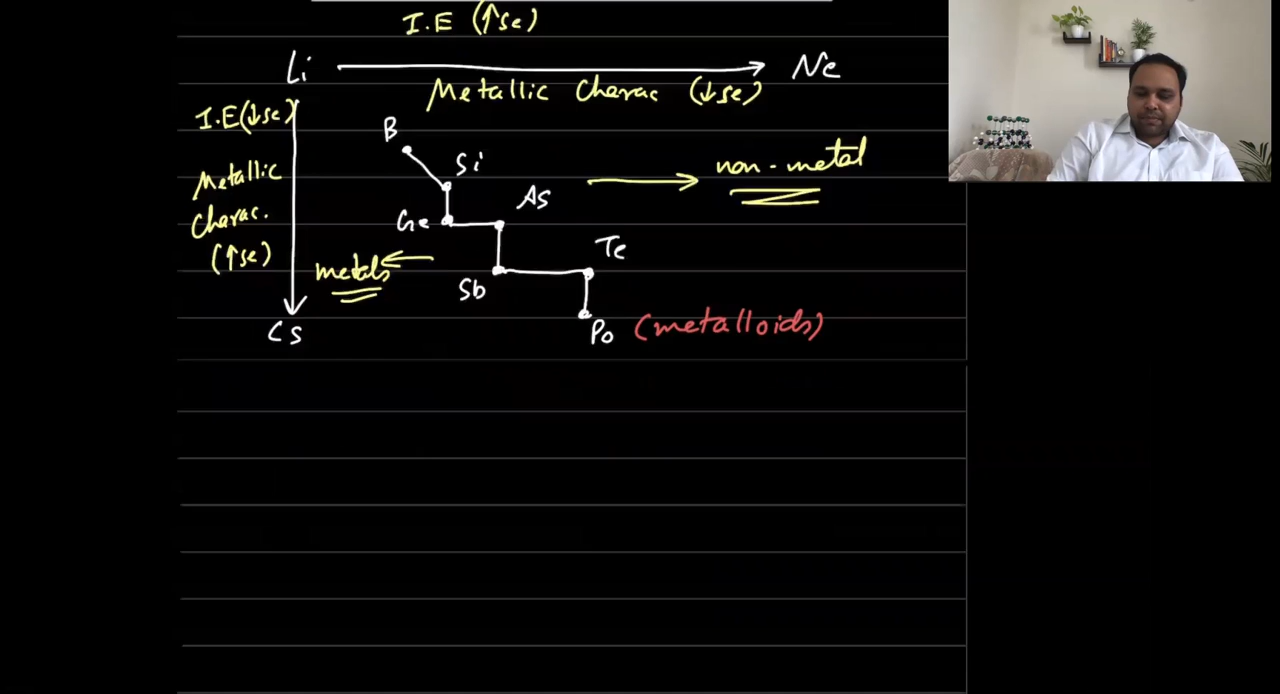 I.E (↑se)
Li → Ne
Metallic Charac (↓se)
I.E(↓se)
Metallic
Charac.
(↑se)
B
Si
As
→ non-metal
Ge
metals ←
Te
Sb
Cs
Po (metalloids)